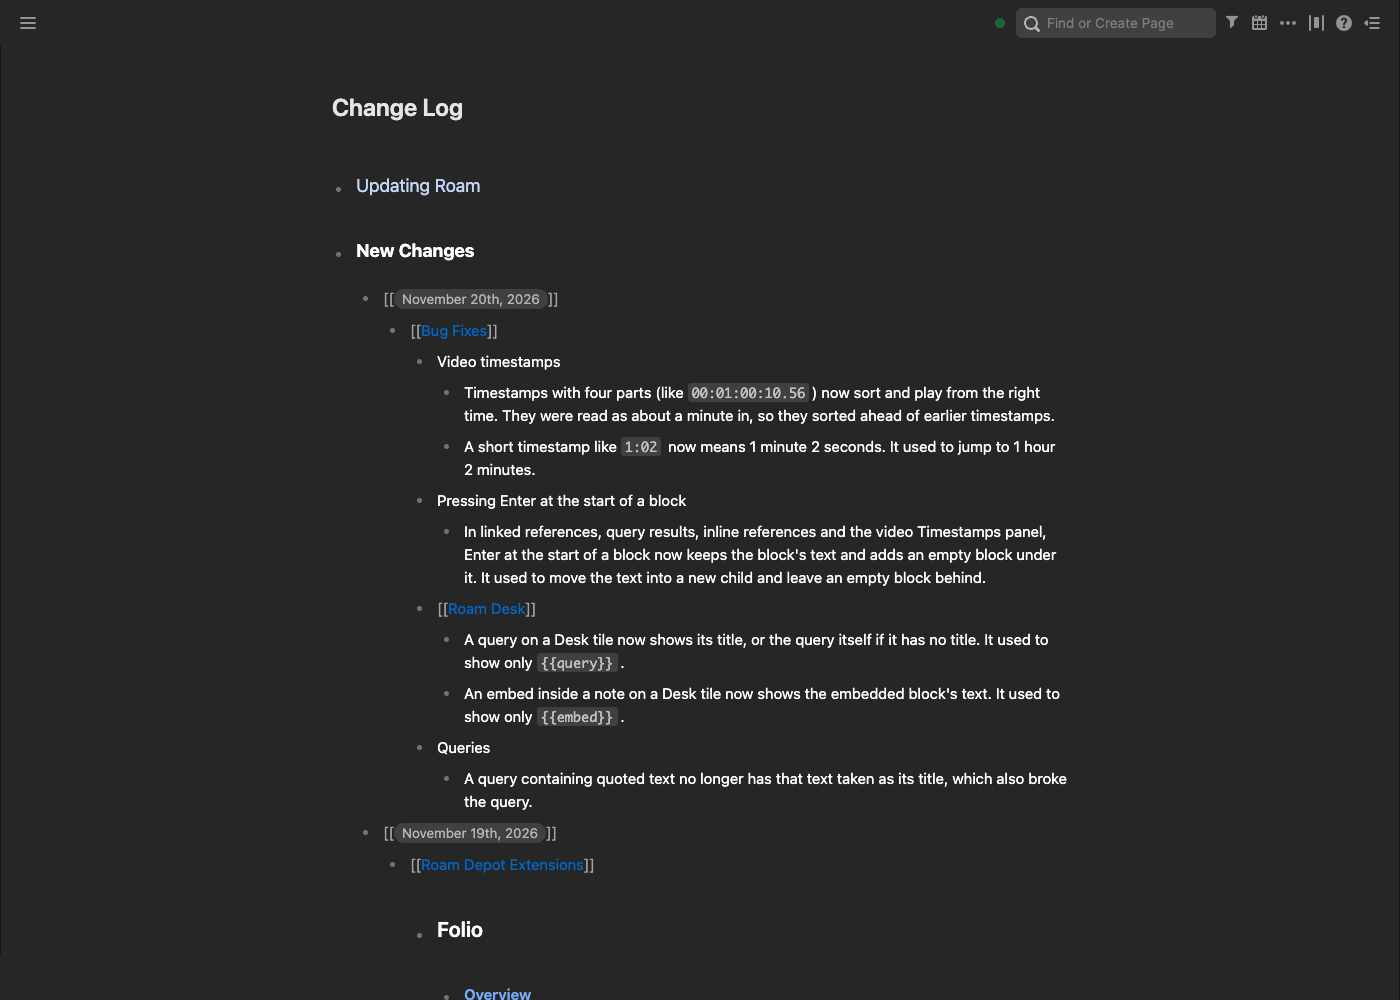 Find or Create Page
Change Log
Updating Roam
New Changes
[[November 20th, 2026]]
[[Bug Fixes]]
Video timestamps
Timestamps with four parts (like 00:01:00:10.56) now sort and play from the right
time. They were read as about a minute in, so they sorted ahead of earlier timestamps.
A short timestamp like 1:02 now means 1 minute 2 seconds. It used to jump to 1 hour
2 minutes.
Pressing Enter at the start of a block
In linked references, query results, inline references and the video Timestamps panel,
Enter at the start of a block now keeps the block's text and adds an empty block under
it. It used to move the text into a new child and leave an empty block behind.
[[Roam Desk]]
A query on a Desk tile now shows its title, or the query itself if it has no title. It used to
show only {{query}}.
An embed inside a note on a Desk tile now shows the embedded block's text. It used to
show only {{embed}}.
Queries
A query containing quoted text no longer has that text taken as its title, which also broke
the query.
[[November 19th, 2026]]
[[Roam Depot Extensions]]
Folio
Overview